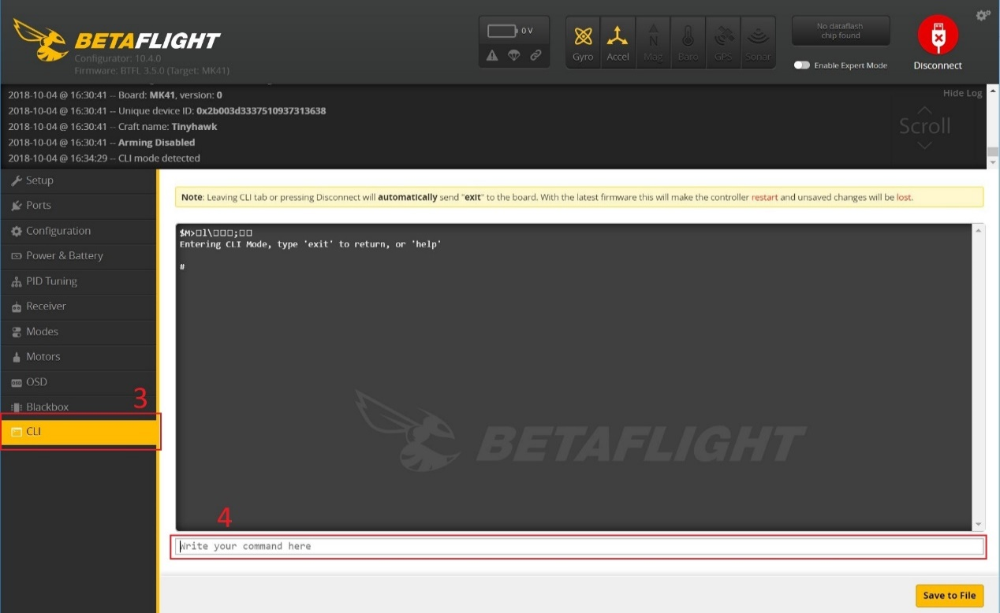 BETAFLIGHT
Configurator: 10.4.0
Firmware: BTFL 3.5.0 (Target: MK41)
0 V
Gyro
Accel
Mag
Baro
GPS
Sonar
No dataflash
chip found
Enable Expert Mode
Disconnect
2018-10-04 @ 16:30:41 -- Board: MK41, version: 0
Hide Log
2018-10-04 @ 16:30:41 -- Unique device ID: 0x2b003d3337510937313638
2018-10-04 @ 16:30:41 -- Craft name: Tinyhawk
Scroll
2018-10-04 @ 16:30:41 -- Arming Disabled
2018-10-04 @ 16:34:29 -- CLI mode detected
Setup
Ports
Configuration
Power & Battery
PID Tuning
Receiver
Modes
Motors
OSD
Blackbox
3
CLI
Note: Leaving CLI tab or pressing Disconnect will automatically send "exit" to the board. With the latest firmware this will make the controller restart and unsaved changes will be lost.
$M>□l\□□□;□□
Entering CLI Mode, type 'exit' to return, or 'help'
#
BETAFLIGHT
4
Write your command here
Save to File